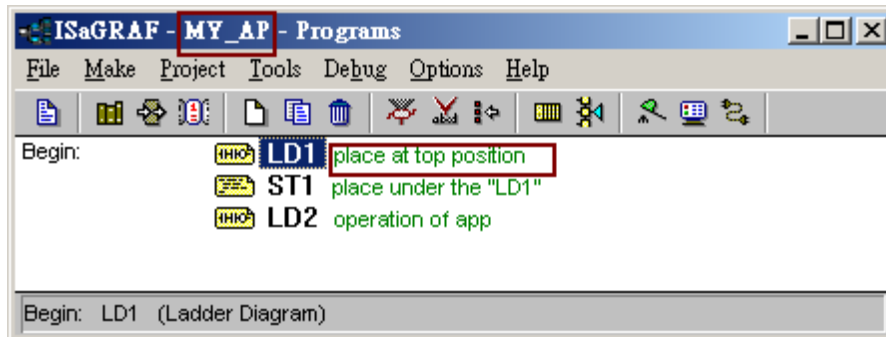 ISaGRAF - MY_AP - Programs
File Make Project Tools Debug Options Help
Begin: LD1 place at top position
ST1 place under the "LD1"
LD2 operation of app
Begin: LD1 (Ladder Diagram)